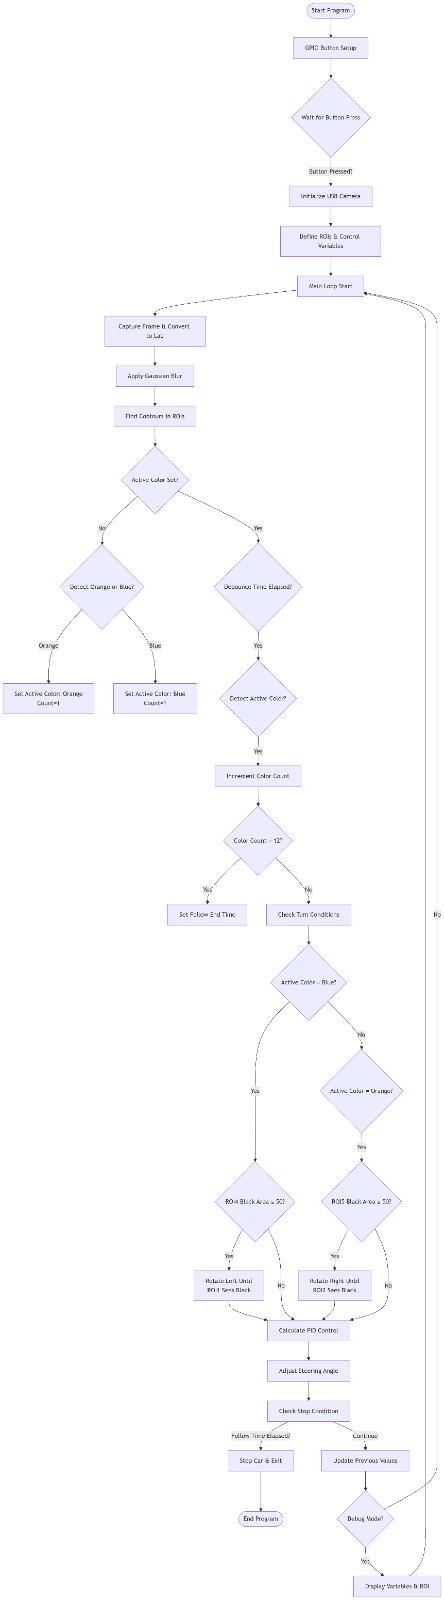 Start Program
GPIO Button Setup
Wait for Button Press
Button Pressed?
Initialize USB Camera
Define ROIs & Control
Variables
Main Loop Start
Capture Frame & Convert
to Lab
Apply Gaussian Blur
Find Contours in ROIs
Active Color Set?
No
Yes
Detect Orange or Blue?
Debounce Time Elapsed?
Orange
Blue
Yes
Set Active Color: Orange
Count=1
Set Active Color: Blue
Count=1
Detect Active Color?
Yes
Increment Color Count
Color Count = 12?
Yes
No
Set Follow End Time
Check Turn Conditions
No
Active Color = Blue?
No
Yes
Active Color = Orange?
Yes
ROI4 Black Area ≤ 50?
ROI5 Black Area ≤ 50?
Yes
Yes
No
No
Rotate Left Until
ROI1 Sees Black
Rotate Right Until
ROI2 Sees Black
Calculate PID Control
Adjust Steering Angle
Check Stop Condition
Follow Time Elapsed?
Continue
Stop Car & Exit
Update Previous Values
End Program
Debug Mode?
Yes
Display Variables & ROI